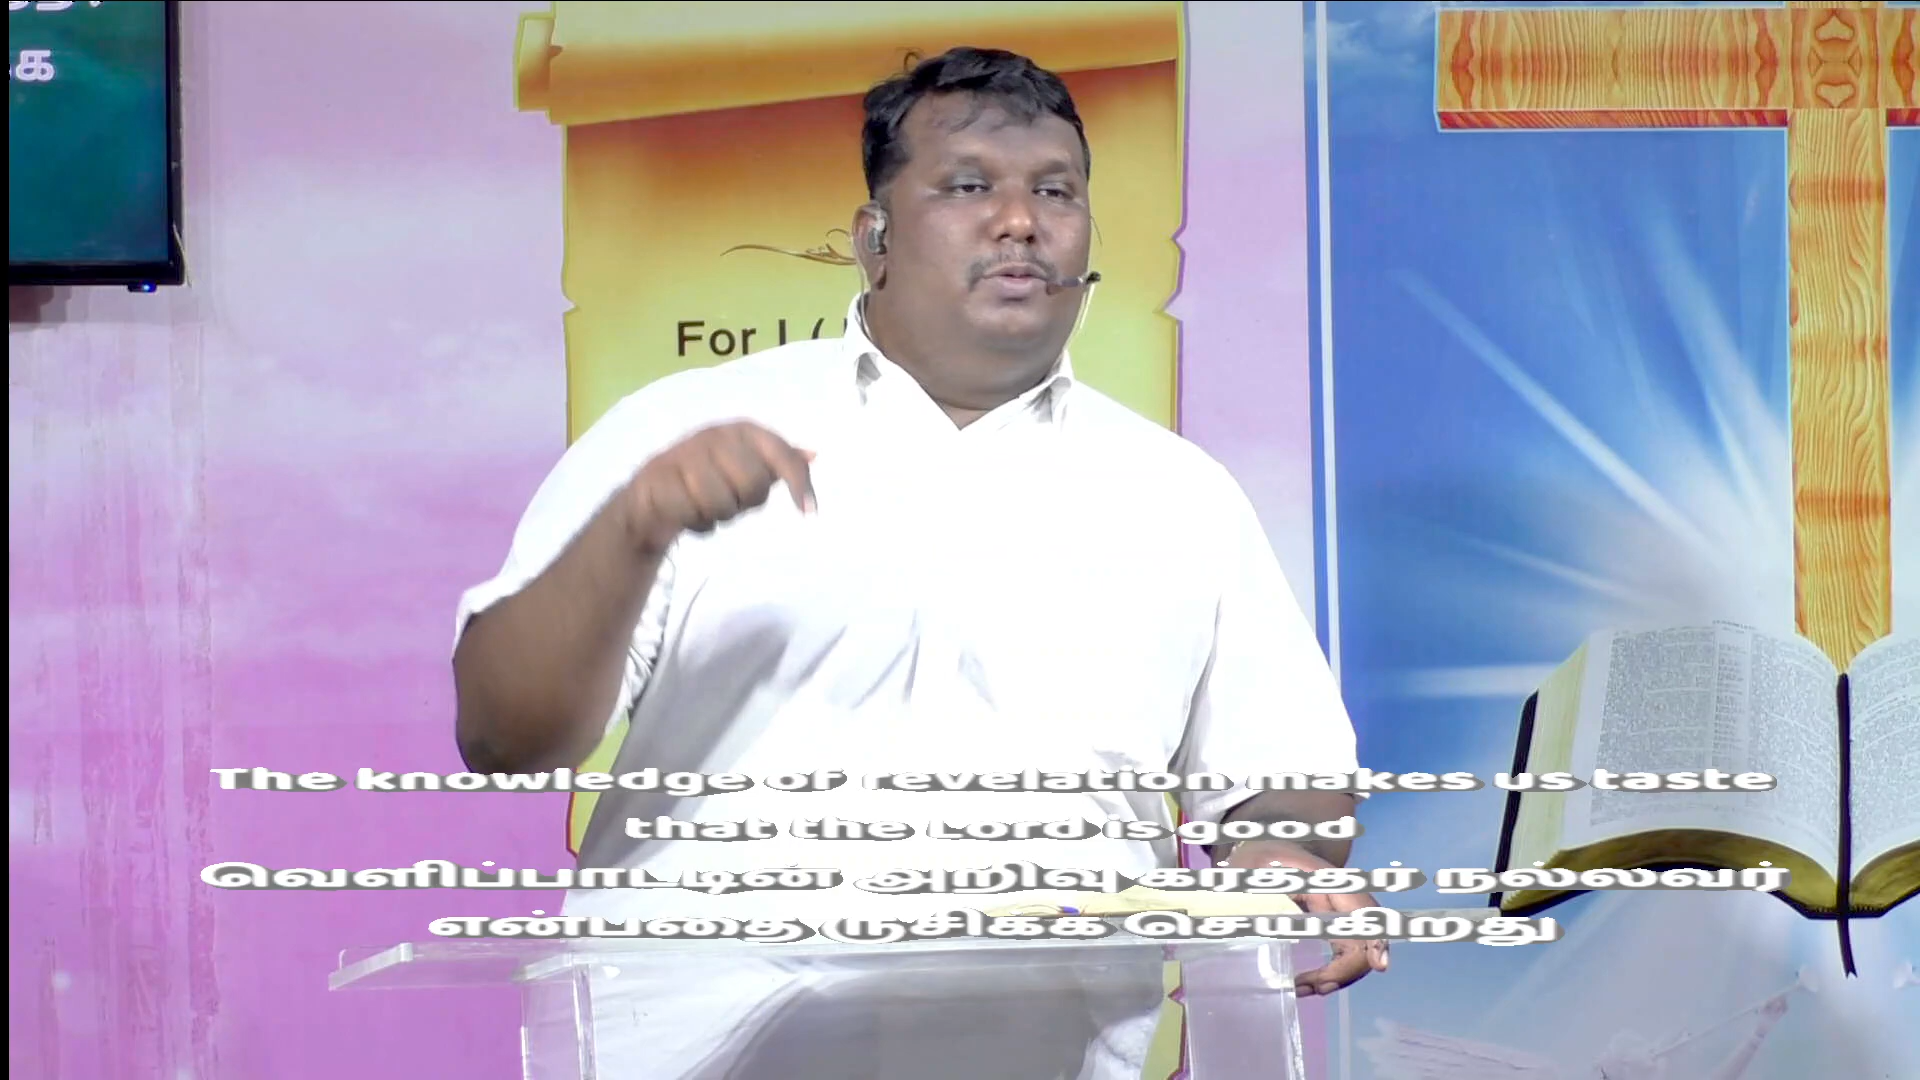 கே
For I
The knowledge of revelation makes us taste
that the Lord is good
வெளிப்பாட்டின் அறிவு கர்த்தர் நல்லவர்
என்பதை ருசிக்க செய்கிறது